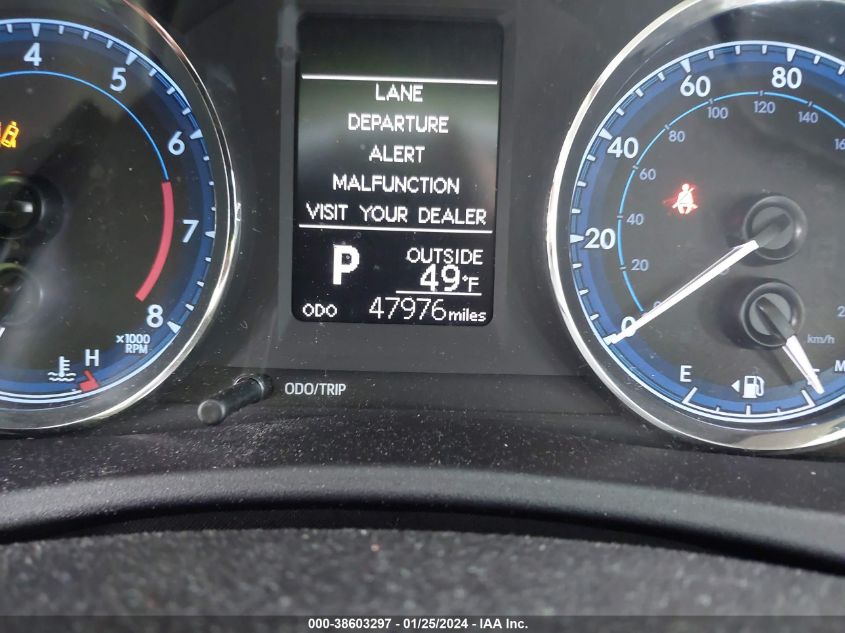 4
5
6
7
8
x1000
RPM
H
LANE
DEPARTURE
ALERT
MALFUNCTION
VISIT YOUR DEALER
P
OUTSIDE
49°F
ODO 47976 miles
ODO/TRIP
0
20
40
60
80
20
40
60
80
100
120
140
km/h
E
000-38603297 - 01/25/2024 - IAA Inc.